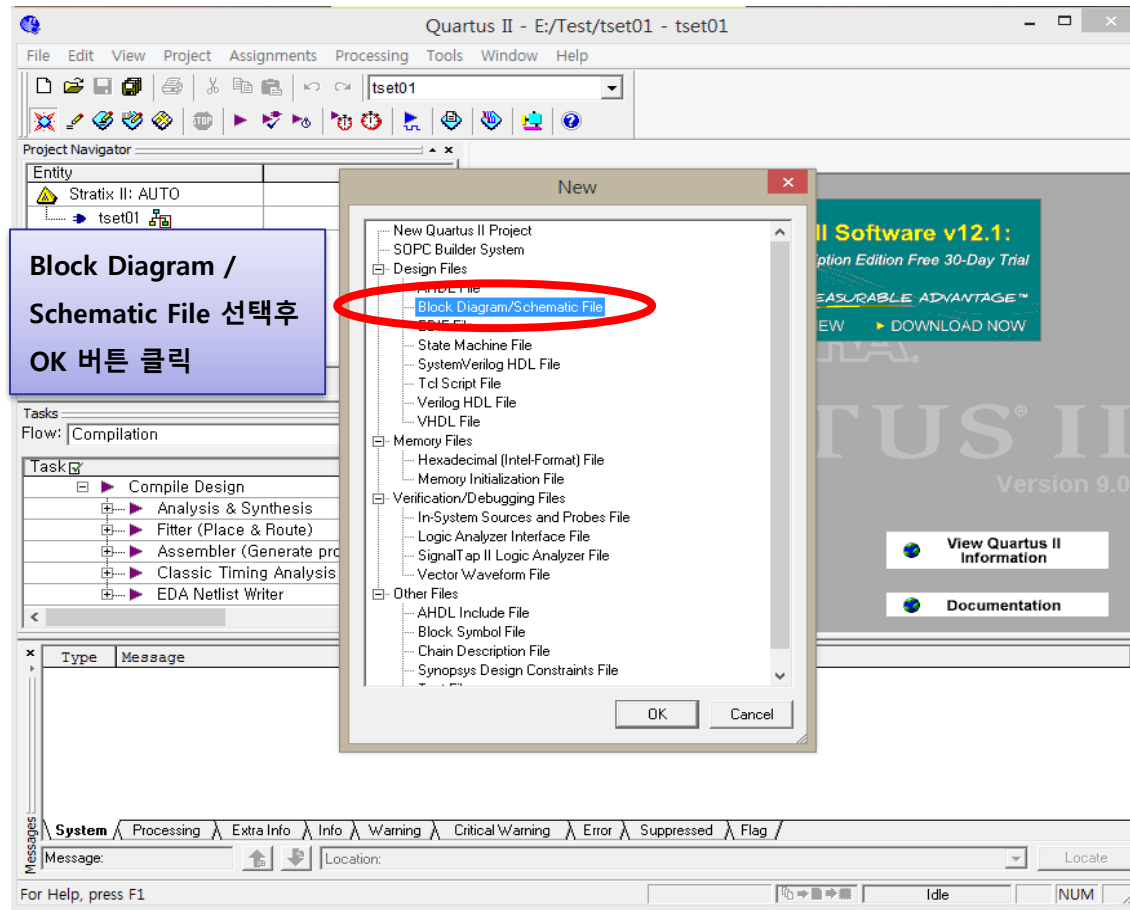 Quartus II - E:/Test/tset01 - tset01
File Edit View Project Assignments Processing Tools Window Help
tset01
Project Navigator
Entity
Stratix II: AUTO
tset01
Block Diagram /
Schematic File 선택후
OK 버튼 클릭
Tasks
Flow: Compilation
Task
Compile Design
Analysis & Synthesis
Fitter (Place & Route)
Assembler (Generate pro
Classic Timing Analysis
EDA Netlist Writer
New
New Quartus II Project
SOPC Builder System
Design Files
AHDL File
Block Diagram/Schematic File
EDIF File
State Machine File
SystemVerilog HDL File
Tcl Script File
Verilog HDL File
VHDL File
Memory Files
Hexadecimal (Intel-Format) File
Memory Initialization File
Verification/Debugging Files
In-System Sources and Probes File
Logic Analyzer Interface File
SignalTap II Logic Analyzer File
Vector Waveform File
Other Files
AHDL Include File
Block Symbol File
Chain Description File
Synopsys Design Constraints File
OK Cancel
II Software v12.1:
ption Edition Free 30-Day Trial
EASURABLE ADVANTAGE™
EW DOWNLOAD NOW
TUS® II
Version 9.0
View Quartus II
Information
Documentation
Type Message
System Processing Extra Info Info Warning Critical Warning Error Suppressed Flag
Messages
Message: Location: Locate
For Help, press F1 Idle NUM